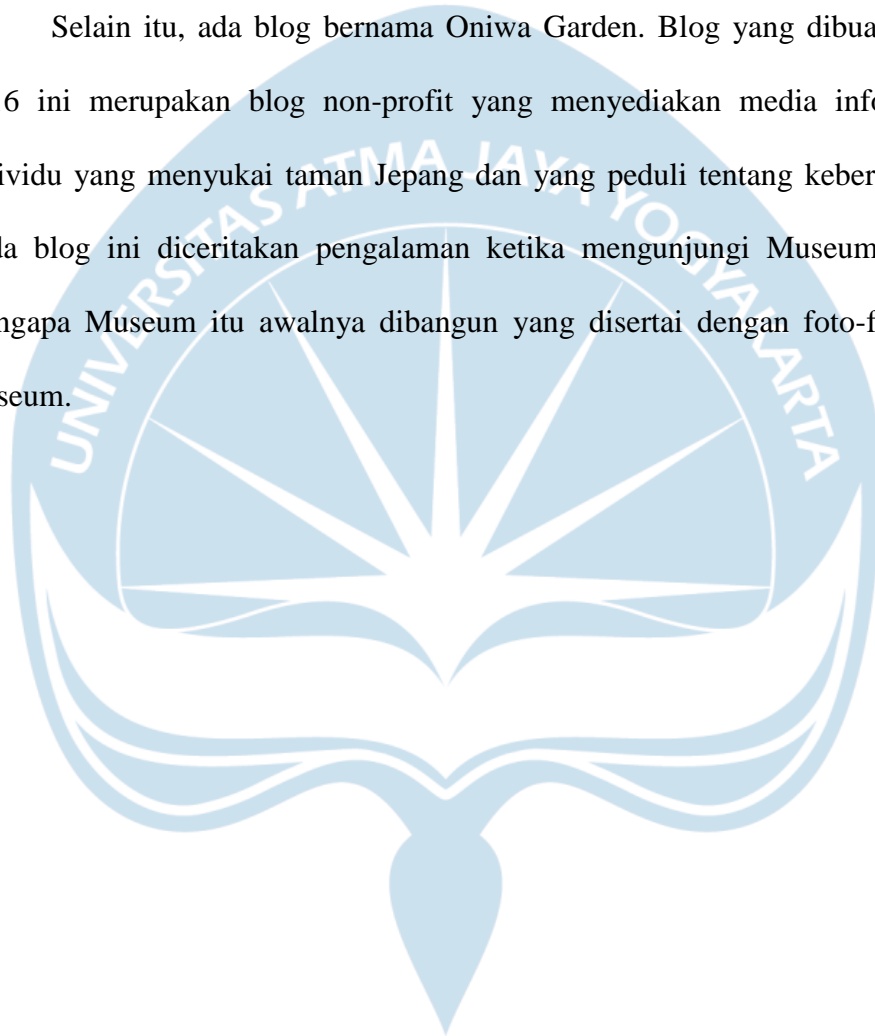 Selain itu, ada blog bernama Oniwa Garden. Blog yang dibua
6 ini merupakan blog non-profit yang menyediakan media info
ividu yang menyukai taman Jepang dan yang peduli tentang keber
da blog ini diceritakan pengalaman ketika mengunjungi Museum
ngapa Museum itu awalnya dibangun yang disertai dengan foto-f
seum.
UNIVERSITAS ATMA JAYA YOGYAKARTA